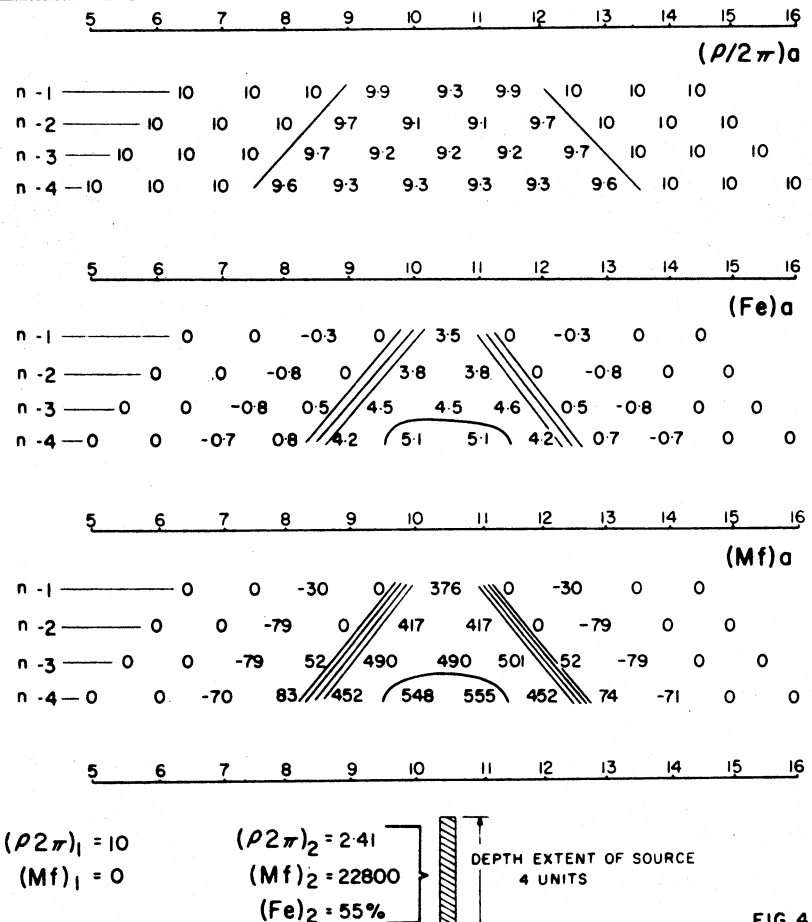 5 6 7 8 9 10 11 12 13 14 15 16
(ρ/2π)a
n -1 10 10 10 9·9 9·3 9·9 10 10 10
n -2 10 10 10 9·7 9·1 9·1 9·7 10 10 10
n -3 10 10 10 9·7 9·2 9·2 9·2 9·7 10 10 10
n -4 10 10 10 9·6 9·3 9·3 9·3 9·3 9·6 10 10 10
5 6 7 8 9 10 11 12 13 14 15 16
(Fe)a
n -1 0 0 -0·3 0 3·5 0 -0·3 0 0
n -2 0 0 -0·8 0 3·8 3·8 0 -0·8 0 0
n -3 0 0 -0·8 0·5 4·5 4·5 4·6 0·5 -0·8 0 0
n -4 0 0 -0·7 0·8 4·2 5·1 5·1 4·2 0·7 -0·7 0 0
5 6 7 8 9 10 11 12 13 14 15 16
(Mf)a
n -1 0 0 -30 0 376 0 -30 0 0
n -2 0 0 -79 0 417 417 0 -79 0 0
n -3 0 0 -79 52 490 490 501 52 -79 0 0
n -4 0 0 -70 83 452 548 555 452 74 -71 0 0
5 6 7 8 9 10 11 12 13 14 15 16
(ρ2π)₁ = 10
(Mf)₁ = 0
(ρ2π)₂ = 2·41
(Mf)₂ = 22800
(Fe)₂ = 55%
DEPTH EXTENT OF SOURCE
4 UNITS
FIG 4